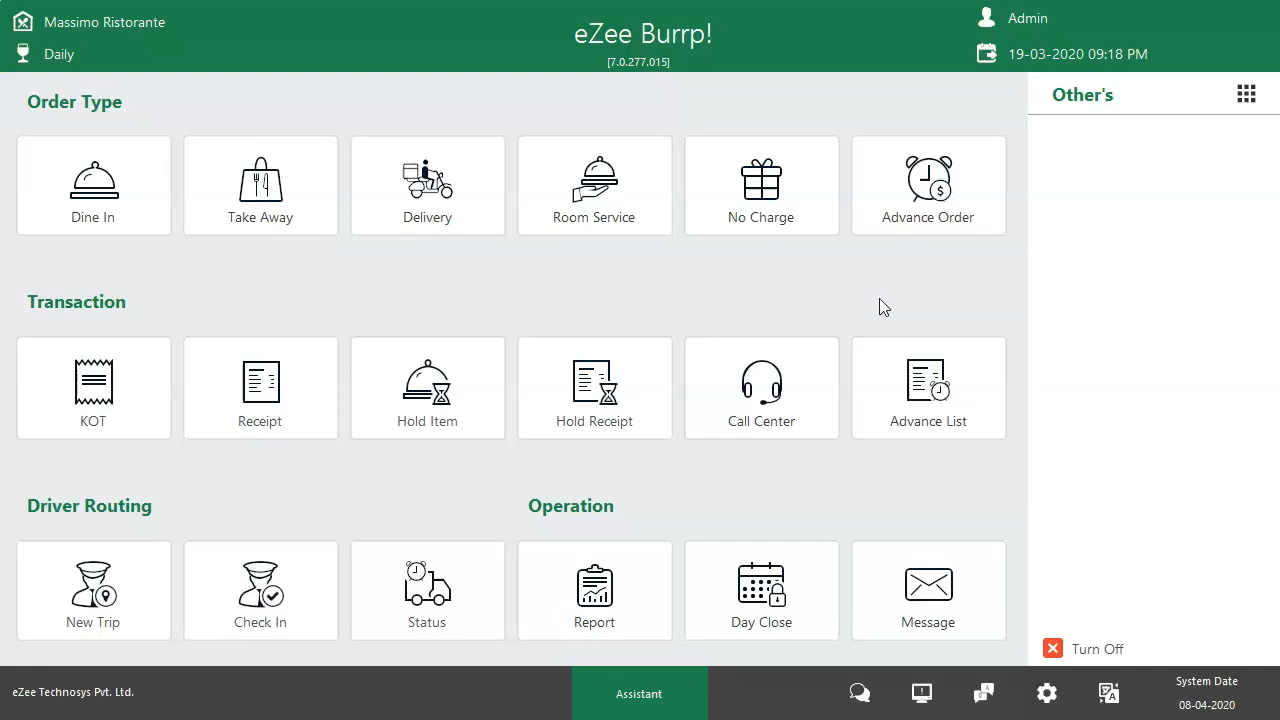 Massimo Ristorante
Daily
eZee Burrp!
[7.0.277.015]
Admin
19-03-2020 09:18 PM
Order Type
Dine In
Take Away
Delivery
Room Service
No Charge
$
Advance Order
Other's
Transaction
KOT
Receipt
Hold Item
Hold Receipt
Call Center
Advance List
Driver Routing
Operation
New Trip
Check In
Status
Report
Day Close
Message
Turn Off
eZee Technosys Pvt. Ltd.
Assistant
System Date
08-04-2020